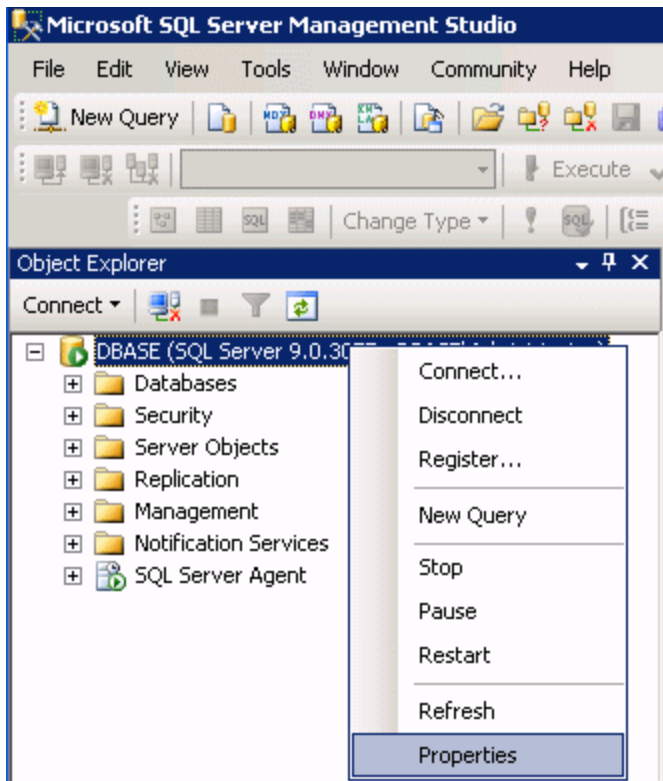 Microsoft SQL Server Management Studio
File Edit View Tools Window Community Help
New Query
Execute
SQL Change Type SQL
Object Explorer
Connect
DBASE (SQL Server 9.0.
Databases
Security
Server Objects
Replication
Management
Notification Services
SQL Server Agent
Connect...
Disconnect
Register...
New Query
Stop
Pause
Restart
Refresh
Properties